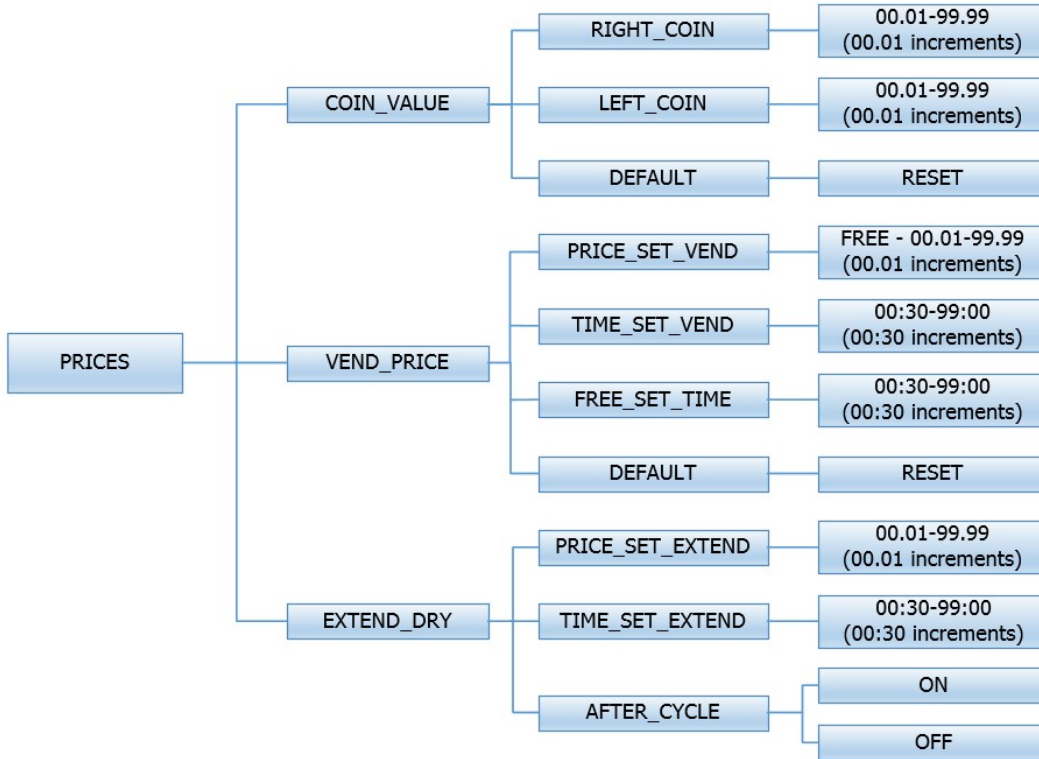 PRICES
COIN_VALUE
RIGHT_COIN
00.01-99.99
(00.01 increments)
LEFT_COIN
00.01-99.99
(00.01 increments)
DEFAULT
RESET
VEND_PRICE
PRICE_SET_VEND
FREE - 00.01-99.99
(00.01 increments)
TIME_SET_VEND
00:30-99:00
(00:30 increments)
FREE_SET_TIME
00:30-99:00
(00:30 increments)
DEFAULT
RESET
EXTEND_DRY
PRICE_SET_EXTEND
00.01-99.99
(00.01 increments)
TIME_SET_EXTEND
00:30-99:00
(00:30 increments)
AFTER_CYCLE
ON
OFF